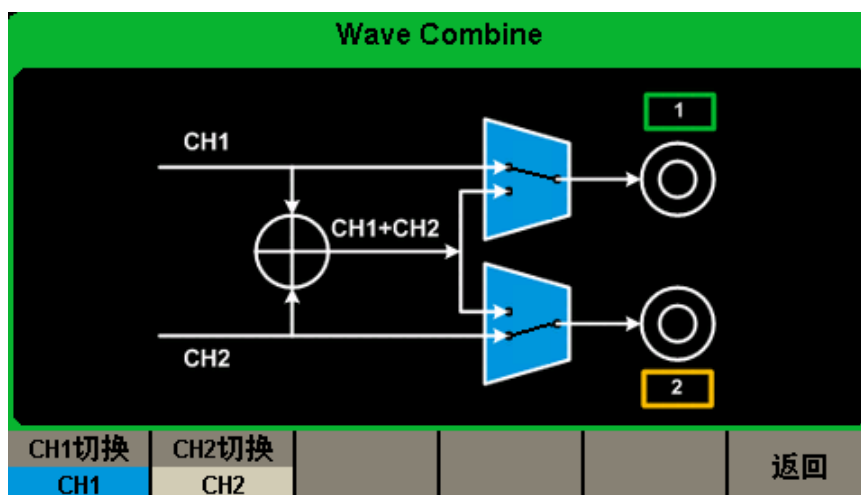 Wave Combine
1
CH1
CH1+CH2
CH2
2
CH1切换 CH2切换
CH1 CH2 返回